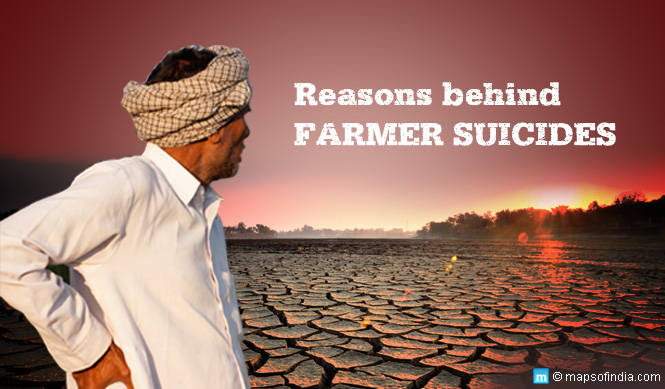 Reasons behind
FARMER SUICIDES
m © mapsofindia.com